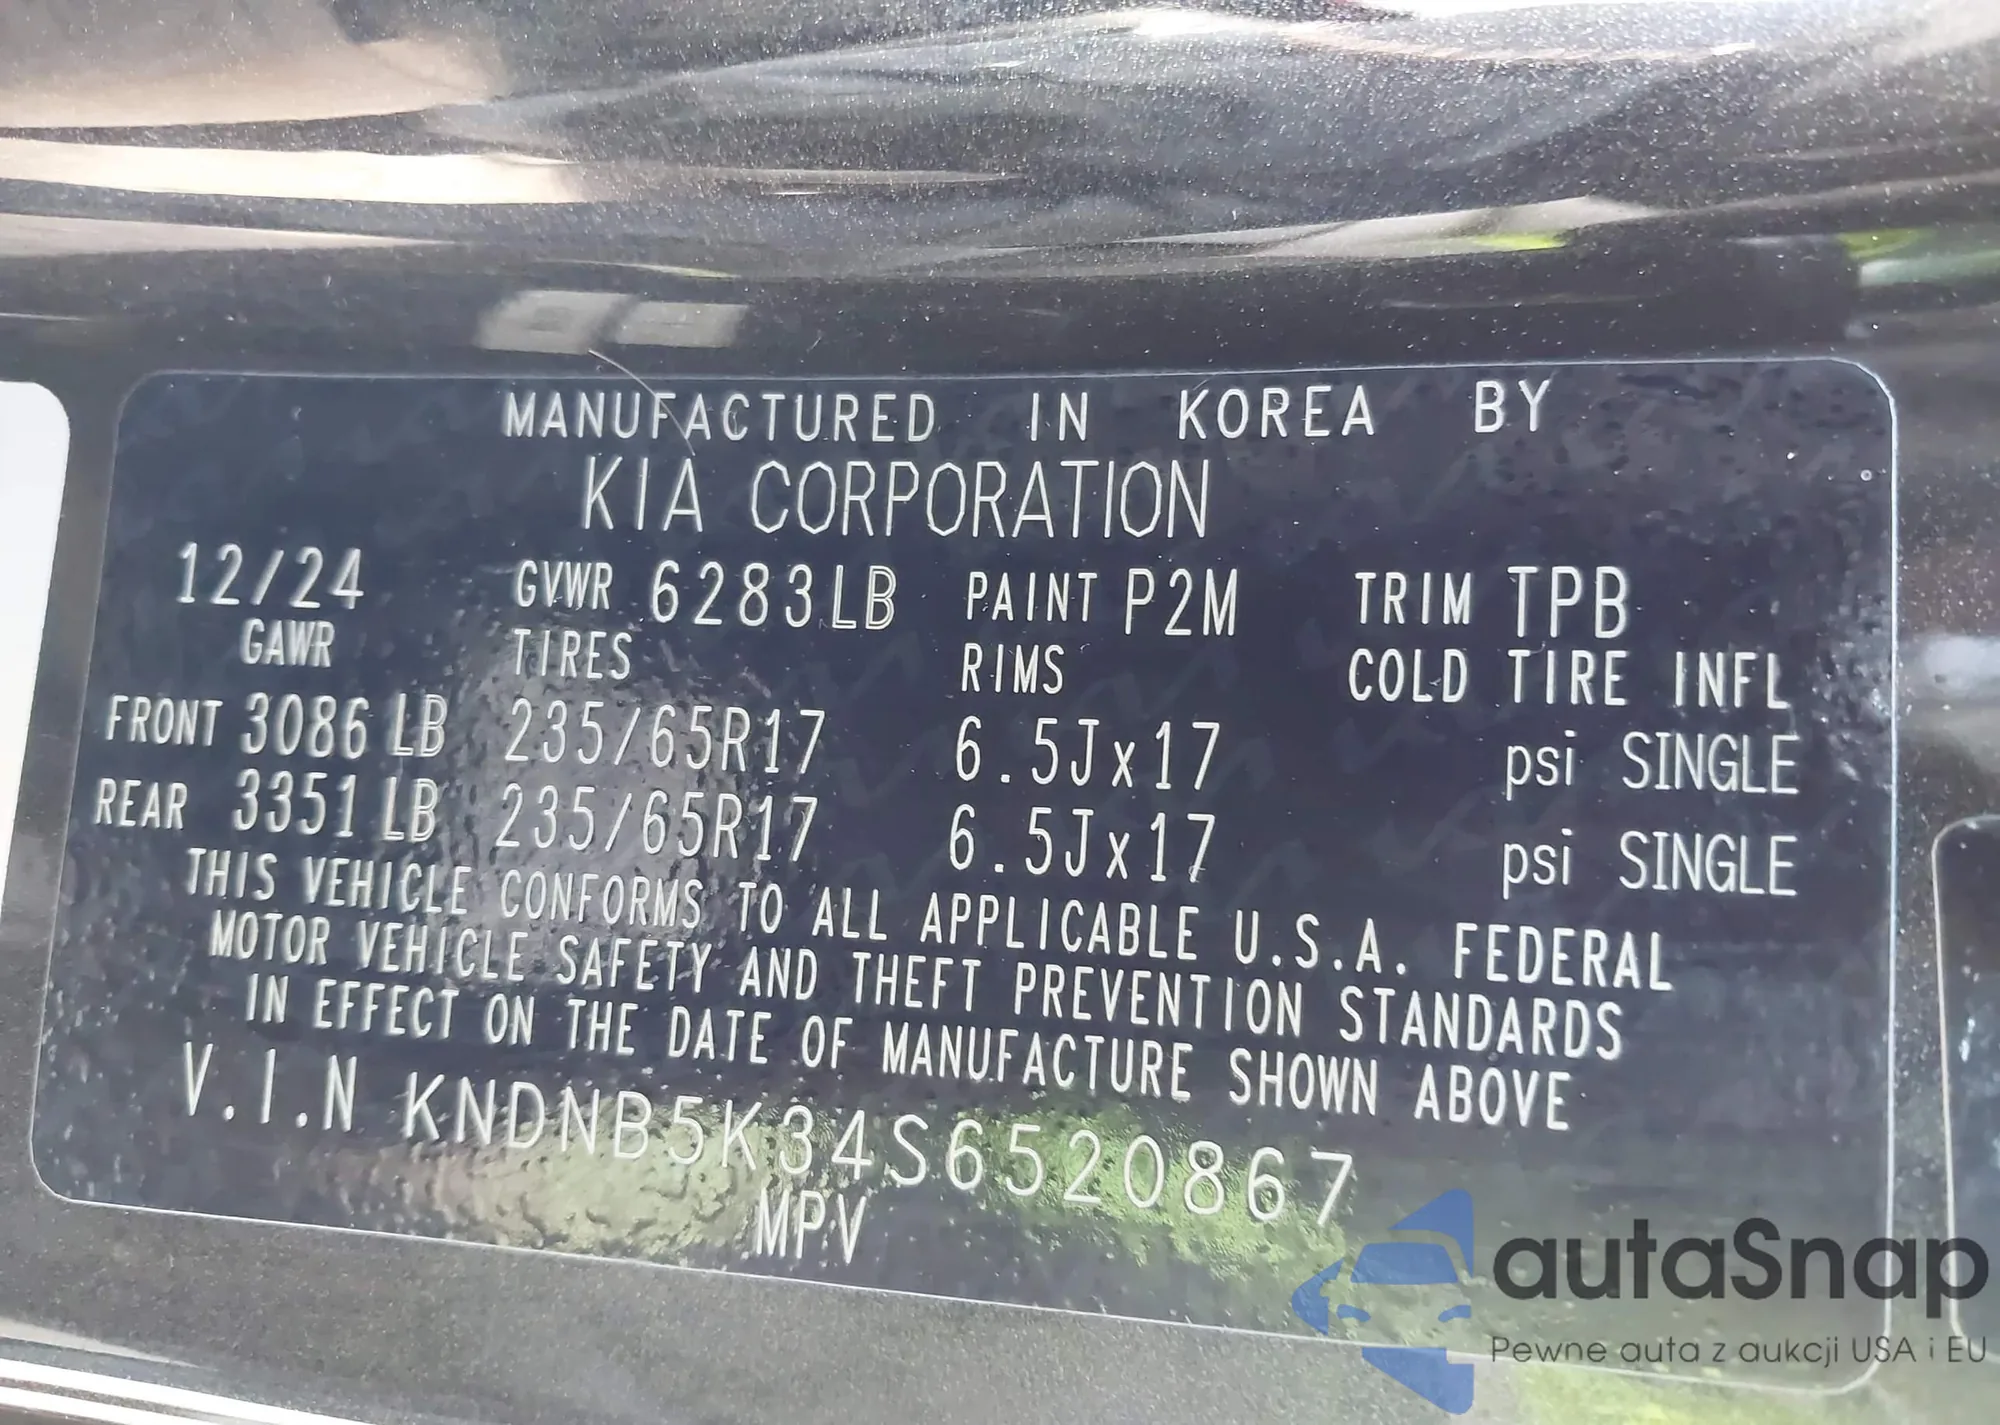 MANUFACTURED IN KOREA BY
KIA CORPORATION
12/24 GVWR 6283LB PAINT P2M TRIM TPB
GAWR TIRES RIMS COLD TIRE INFL
FRONT 3086 LB 235/65R17 6.5Jx17 psi SINGLE
REAR 3351 LB 235/65R17 6.5Jx17 psi SINGLE
THIS VEHICLE CONFORMS TO ALL APPLICABLE U.S.A. FEDERAL
MOTOR VEHICLE SAFETY AND THEFT PREVENTION STANDARDS
IN EFFECT ON THE DATE OF MANUFACTURE SHOWN ABOVE
V.I.N KNDNB5K34S6520867
MPV
autaSnap
Pewne auta z aukcji USA i EU